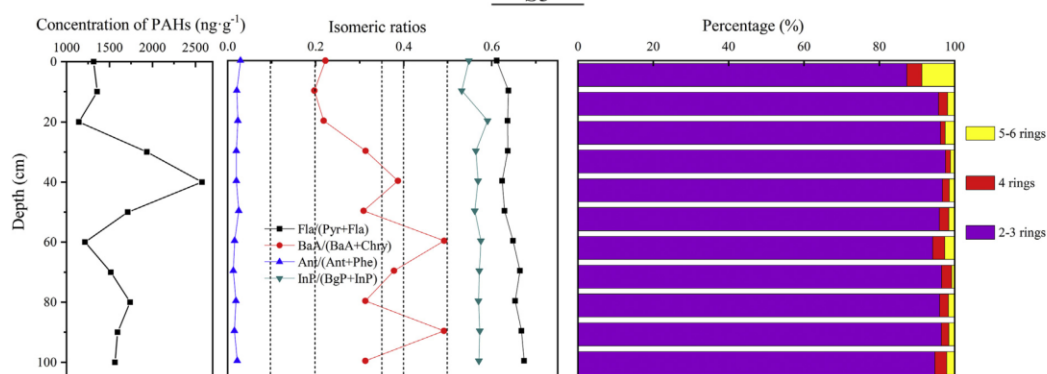 Concentration of PAHs (ng·g⁻¹)
1000 1500 2000 2500
Isomeric ratios
0.0 0.2 0.4 0.6
Percentage (%)
0 20 40 60 80 100
Depth (cm)
0
20
40
60
80
100
Fla/(Pyr+Fla)
BaA/(BaA+Chry)
Ant/(Ant+Phe)
InP/(BgP+InP)
5-6 rings
4 rings
2-3 rings